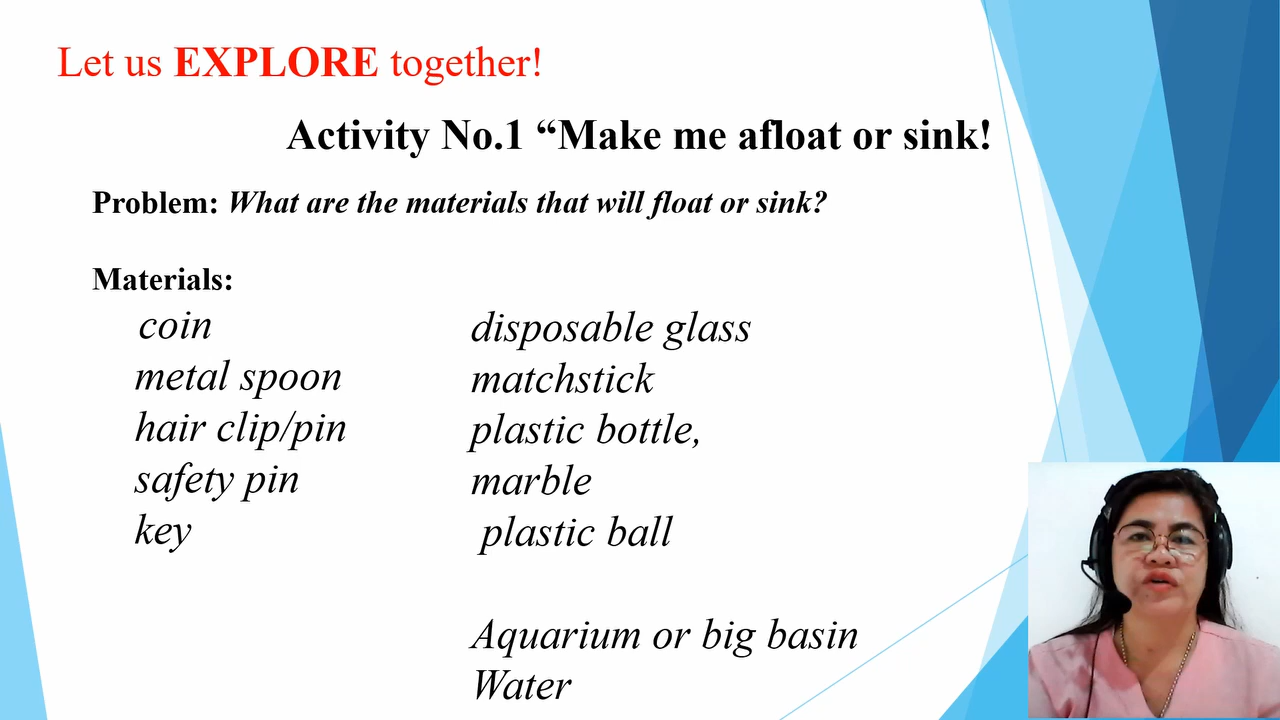 Let us EXPLORE together!
Activity No.1 “Make me afloat or sink!
Problem: What are the materials that will float or sink?
Materials:
coin
metal spoon
hair clip/pin
safety pin
key
disposable glass
matchstick
plastic bottle,
marble
plastic ball
Aquarium or big basin
Water